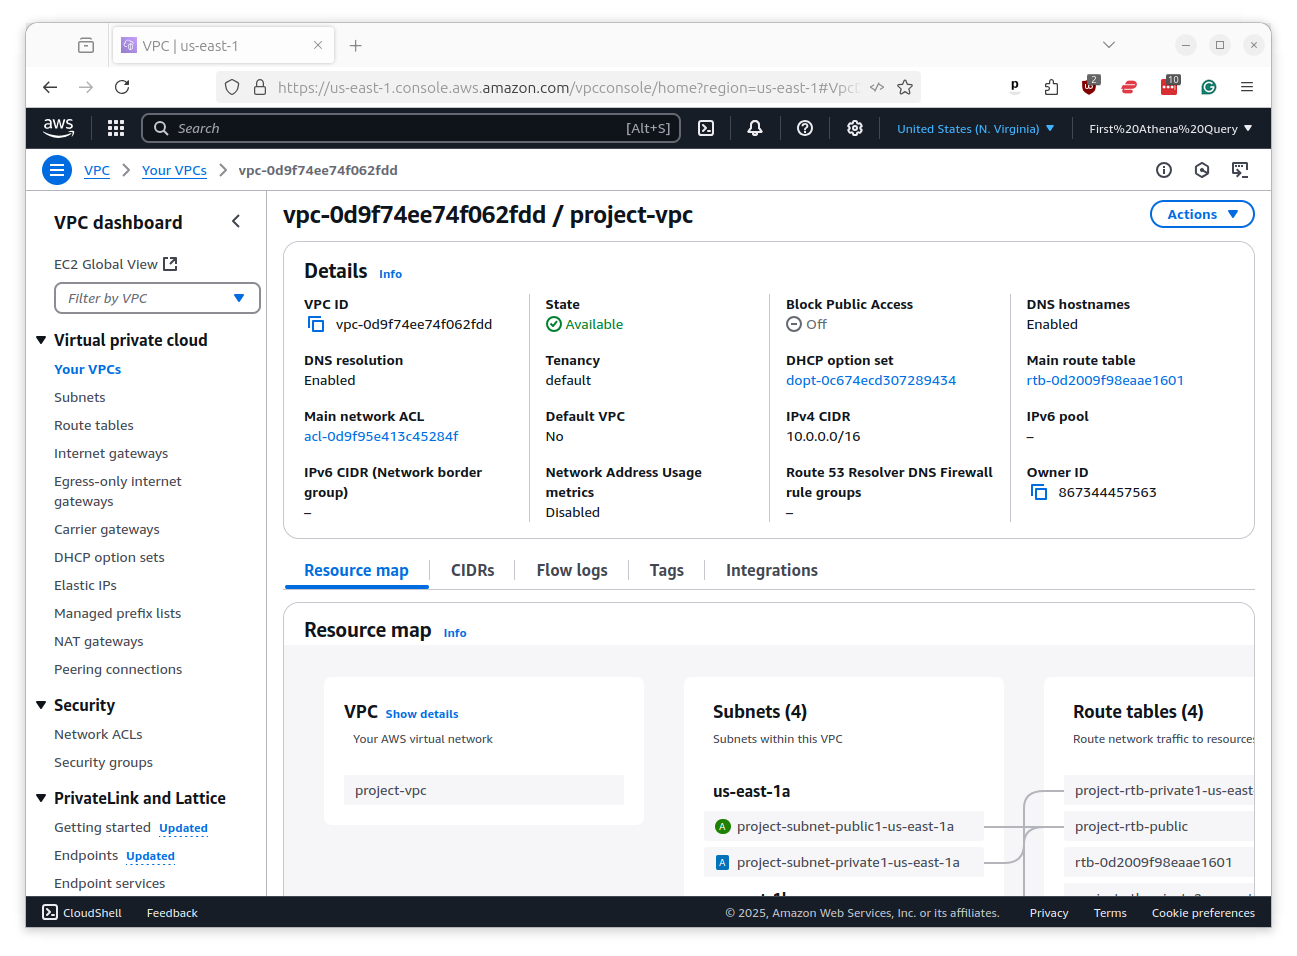 VPC | us-east-1
https://us-east-1.console.aws.amazon.com/vpcconsole/home?region=us-east-1#Vpc
2
10
aws
Search [Alt+S]
United States (N. Virginia)
First%20Athena%20Query
VPC
Your VPCs
vpc-0d9f74ee74f062fdd
VPC dashboard
EC2 Global View
Filter by VPC
Virtual private cloud
Your VPCs
Subnets
Route tables
Internet gateways
Egress-only internet
gateways
Carrier gateways
DHCP option sets
Elastic IPs
Managed prefix lists
NAT gateways
Peering connections
Security
Network ACLs
Security groups
PrivateLink and Lattice
Getting started Updated
Endpoints Updated
Endpoint services
vpc-0d9f74ee74f062fdd / project-vpc
Actions
Details Info
VPC ID
vpc-0d9f74ee74f062fdd
State
Available
Block Public Access
Off
DNS hostnames
Enabled
DNS resolution
Enabled
Tenancy
default
DHCP option set
dopt-0c674ecd307289434
Main route table
rtb-0d2009f98eaae1601
Main network ACL
acl-0d9f95e413c45284f
Default VPC
No
IPv4 CIDR
10.0.0.0/16
IPv6 pool
–
IPv6 CIDR (Network border
group)
–
Network Address Usage
metrics
Disabled
Route 53 Resolver DNS Firewall
rule groups
–
Owner ID
867344457563
Resource map
CIDRs
Flow logs
Tags
Integrations
Resource map Info
VPC Show details
Your AWS virtual network
project-vpc
Subnets (4)
Subnets within this VPC
us-east-1a
A project-subnet-public1-us-east-1a
A project-subnet-private1-us-east-1a
Route tables (4)
Route network traffic to resources
project-rtb-private1-us-east
project-rtb-public
rtb-0d2009f98eaae1601
CloudShell
Feedback
© 2025, Amazon Web Services, Inc. or its affiliates.
Privacy
Terms
Cookie preferences